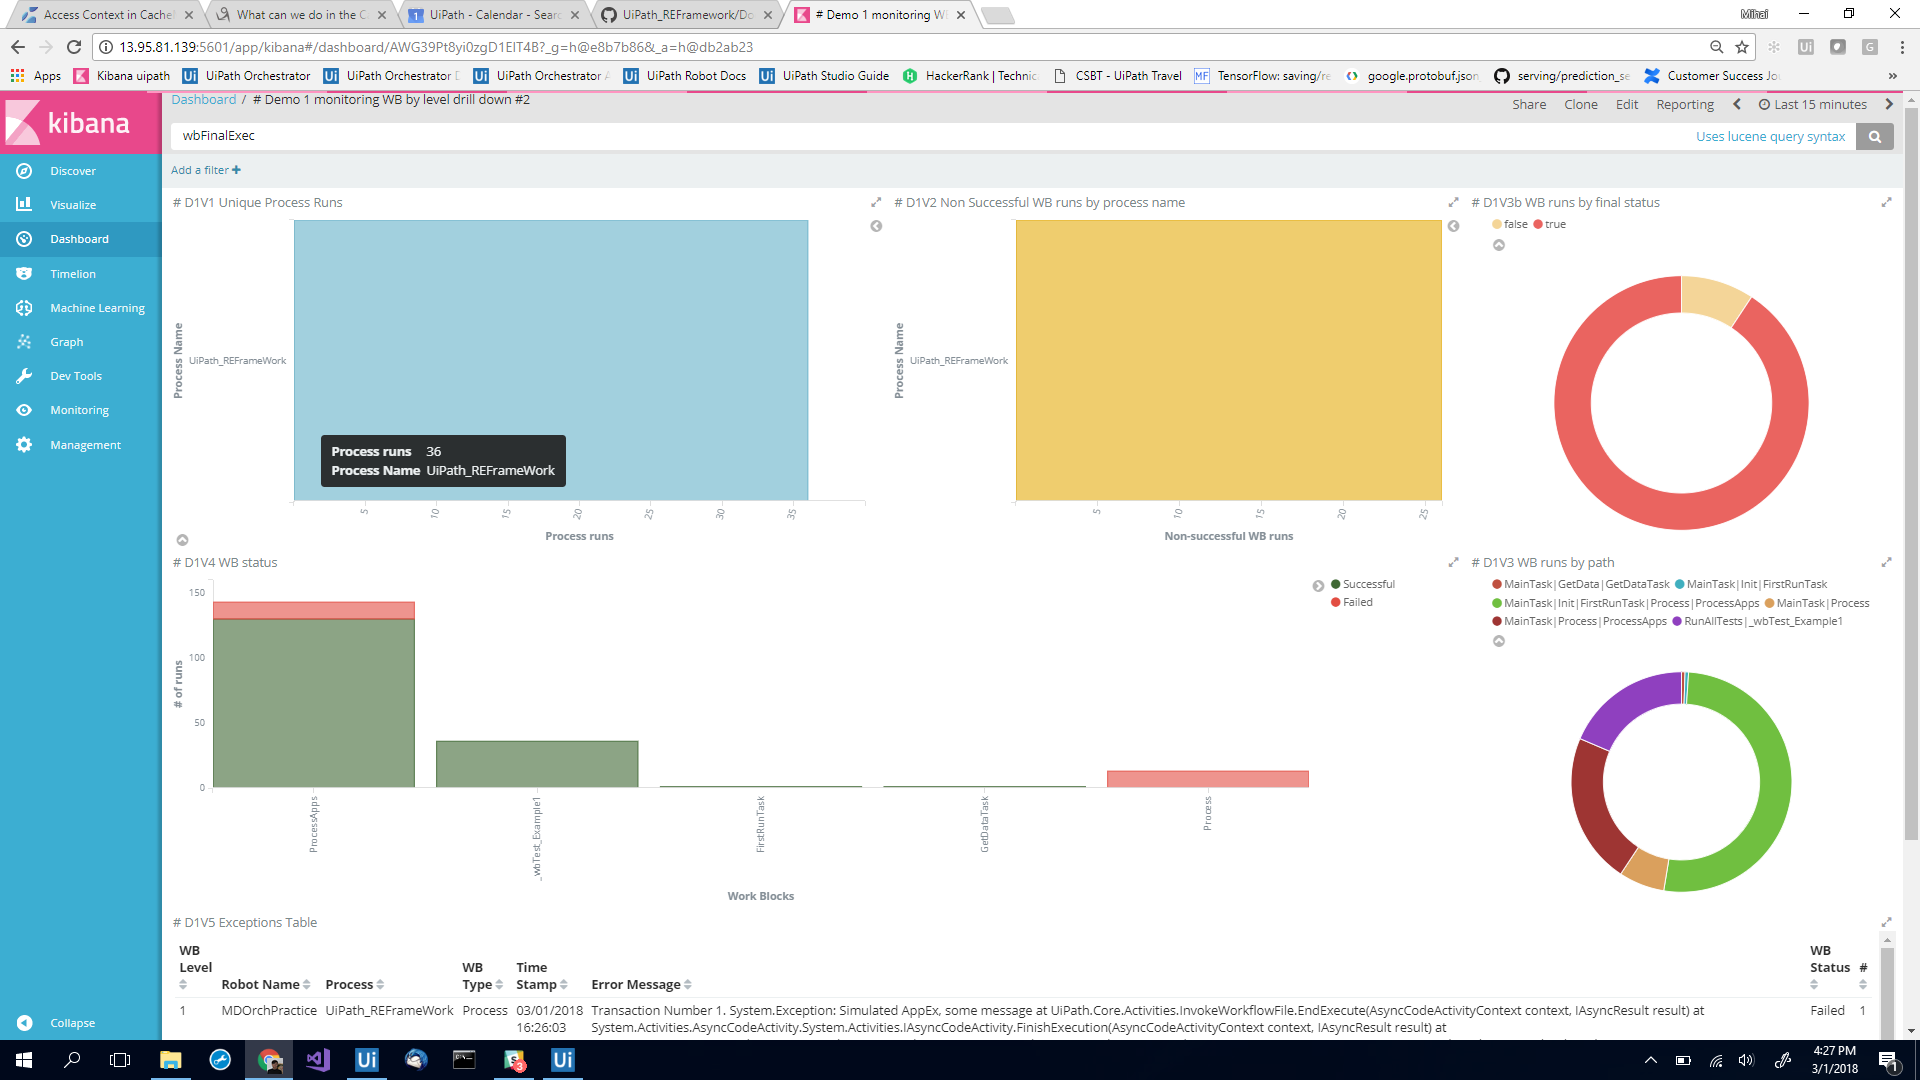 Access Context in Cache
What can we do in the C
UiPath - Calendar - Sear
UiPath_REFramework/Do
# Demo 1 monitoring W
Mihai
13.95.81.139:5601/app/kibana#/dashboard/AWG39Pt8yi0zgD1EIT4B?_g=h@e8b7b86&_a=h@db2ab23
Apps
Kibana uipath
UiPath Orchestrator
UiPath Orchestrator
UiPath Orchestrator
UiPath Robot Docs
UiPath Studio Guide
HackerRank | Technic
CSBT - UiPath Travel
TensorFlow: saving/re
google.protobuf.json
serving/prediction_se
Customer Success Jou
kibana
Discover
Visualize
Dashboard
Timelion
Machine Learning
Graph
Dev Tools
Monitoring
Management
Collapse
Dashboard / # Demo 1 monitoring WB by level drill down #2
Share Clone Edit Reporting Last 15 minutes
wbFinalExec
Uses lucene query syntax
Add a filter +
# D1V1 Unique Process Runs
Process Name
UiPath_REFrameWork
Process runs 36
Process Name UiPath_REFrameWork
5 10 15 20 25 30 35
Process runs
# D1V2 Non Successful WB runs by process name
Process Name
UiPath_REFrameWork
5 10 15 20 25
Non-successful WB runs
# D1V3b WB runs by final status
false true
# D1V4 WB status
# of runs
150
100
50
0
ProcessApps
_wbTest_Example1
FirstRunTask
GetDataTask
Process
Work Blocks
Successful
Failed
# D1V3 WB runs by path
MainTask|GetData|GetDataTask MainTask|Init|FirstRunTask
MainTask|Init|FirstRunTask|Process|ProcessApps MainTask|Process
MainTask|Process|ProcessApps RunAllTests|_wbTest_Example1
# D1V5 Exceptions Table
WB Level Robot Name Process WB Type Time Stamp Error Message WB Status #
1 MDOrchPractice UiPath_REFrameWork Process 03/01/2018 16:26:03 Transaction Number 1. System.Exception: Simulated AppEx, some message at UiPath.Core.Activities.InvokeWorkflowFile.EndExecute(AsyncCodeActivityContext context, IAsyncResult result) at Failed 1
System.Activities.AsyncCodeActivity.System.Activities.IAsyncCodeActivity.FinishExecution(AsyncCodeActivityContext context, IAsyncResult result) at
4:27 PM
3/1/2018